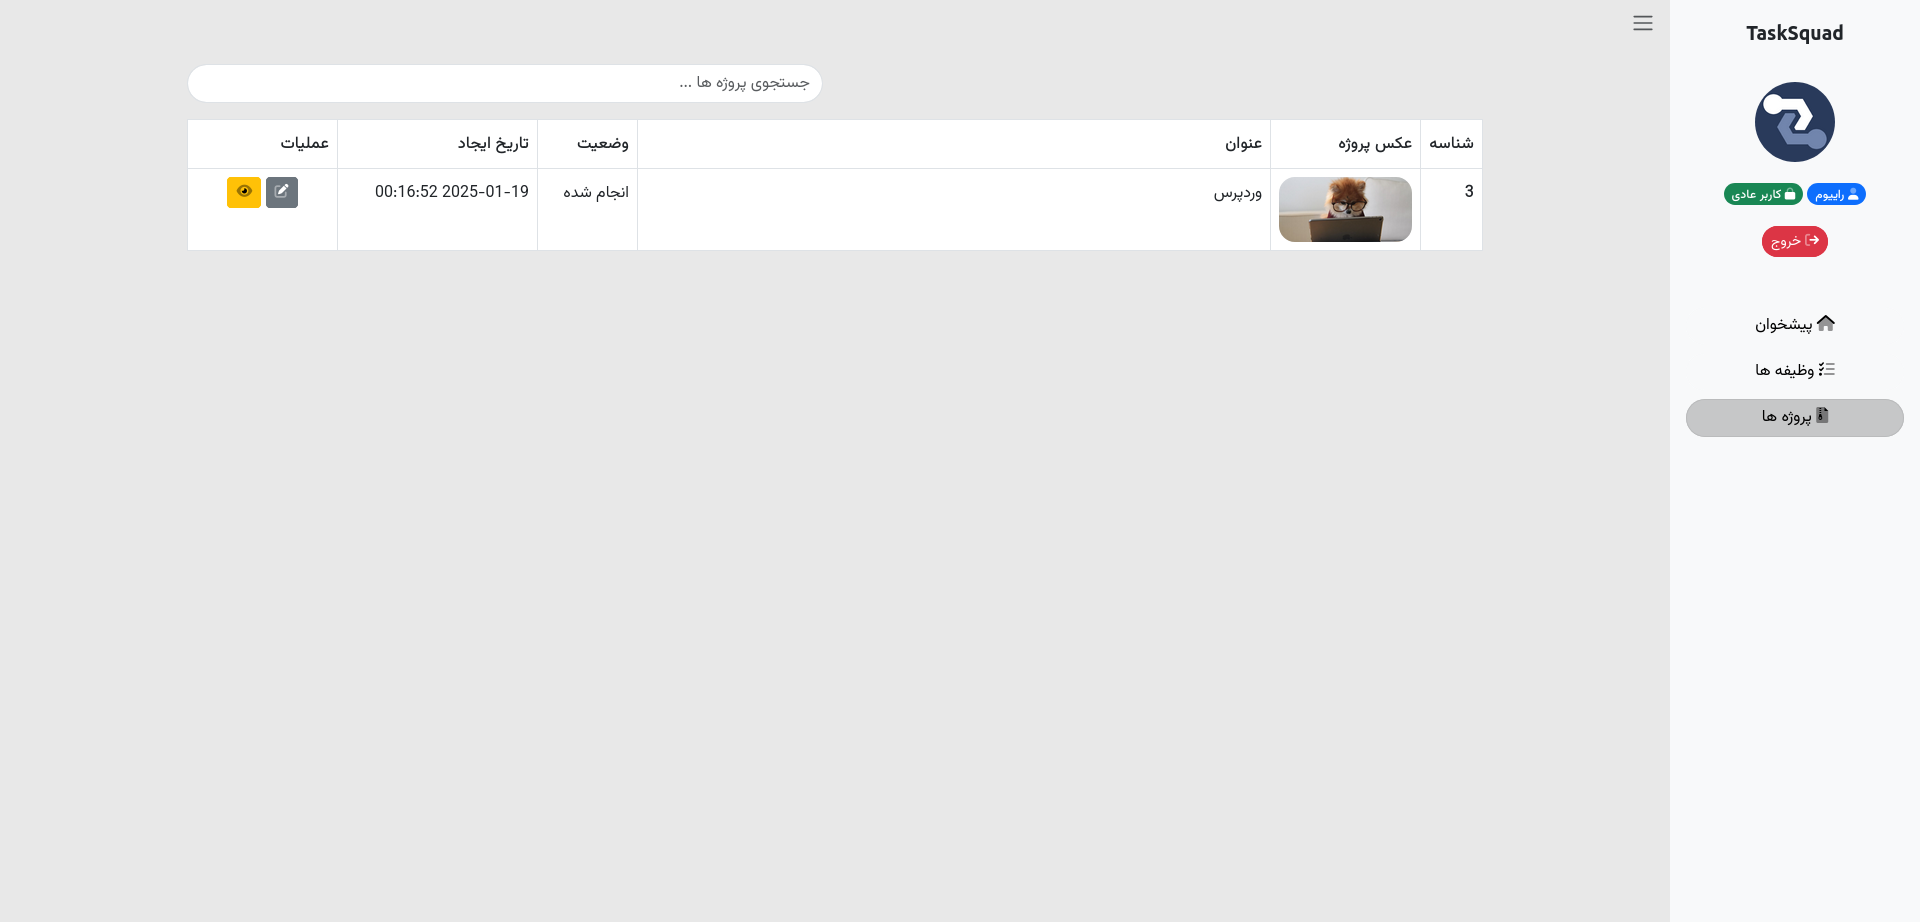 TaskSquad
راییوم
کاربر عادی
خروج
پیشخوان
وظیفه ها
پروژه ها
جستجوی پروژه ها ...
شناسه عکس پروژه عنوان وضعیت تاریخ ایجاد عملیات
3 وردپرس انجام شده 2025-01-19 00:16:52